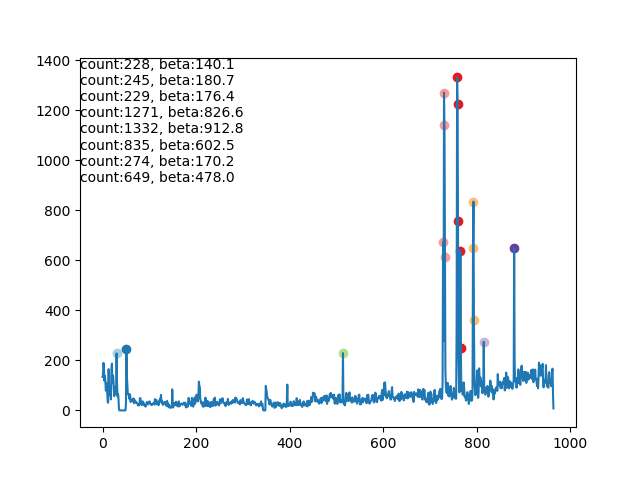 1400
1200
1000
800
600
400
200
0
count:228, beta:140.1
count:245, beta:180.7
count:229, beta:176.4
count:1271, beta:826.6
count:1332, beta:912.8
count:835, beta:602.5
count:274, beta:170.2
count:649, beta:478.0
0 200 400 600 800 1000